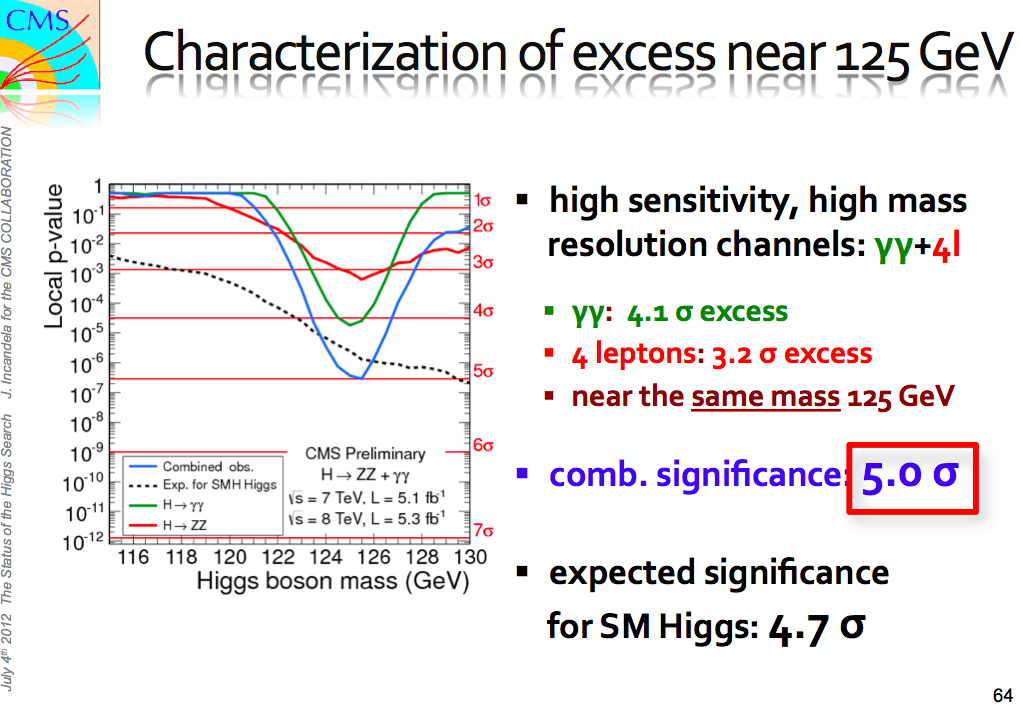 CMS
Characterization of excess near 125 GeV
July 4th 2012 The Status of the Higgs Search J. Incandela for the CMS COLLABORATION
Local p-value
1
10⁻¹
10⁻²
10⁻³
10⁻⁴
10⁻⁵
10⁻⁶
10⁻⁷
10⁻⁸
10⁻⁹
10⁻¹⁰
10⁻¹¹
10⁻¹²
1σ
2σ
3σ
4σ
5σ
6σ
7σ
Combined obs.
Exp. for SMH Higgs
H → γγ
H → ZZ
CMS Preliminary
H → ZZ + γγ
√s = 7 TeV, L = 5.1 fb⁻¹
√s = 8 TeV, L = 5.3 fb⁻¹
116 118 120 122 124 126 128 130
Higgs boson mass (GeV)
▪ high sensitivity, high mass
resolution channels: γγ+4l
▪ γγ: 4.1 σ excess
▪ 4 leptons: 3.2 σ excess
▪ near the same mass 125 GeV
▪ comb. significance: 5.0 σ
▪ expected significance
for SM Higgs: 4.7 σ
64